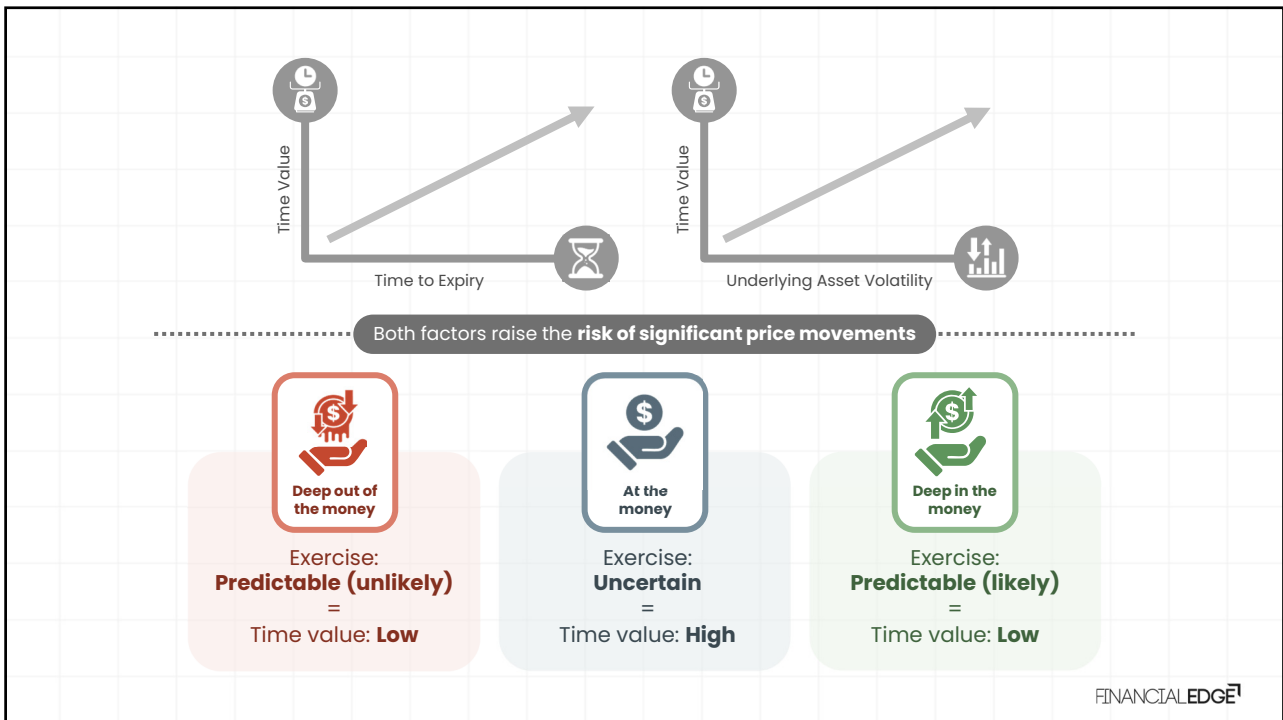 Time Value
Time to Expiry
Time Value
Underlying Asset Volatility
Both factors raise the risk of significant price movements
Deep out of
the money
Exercise:
Predictable (unlikely)
=
Time value: Low
At the
money
Exercise:
Uncertain
=
Time value: High
Deep in the
money
Exercise:
Predictable (likely)
=
Time value: Low
FINANCIALEDGE